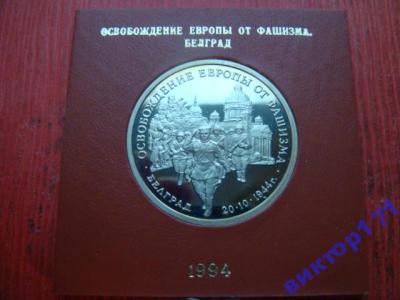 ОСВОБОЖДЕНИЕ ЕВРОПЫ ОТ ФАШИЗМА.
БЕЛГРАД
ОСВОБОЖДЕНИЕ ЕВРОПЫ ОТ ФАШИЗМА
• БЕЛГРАД 20·10·1944г. •
1994
виктор171